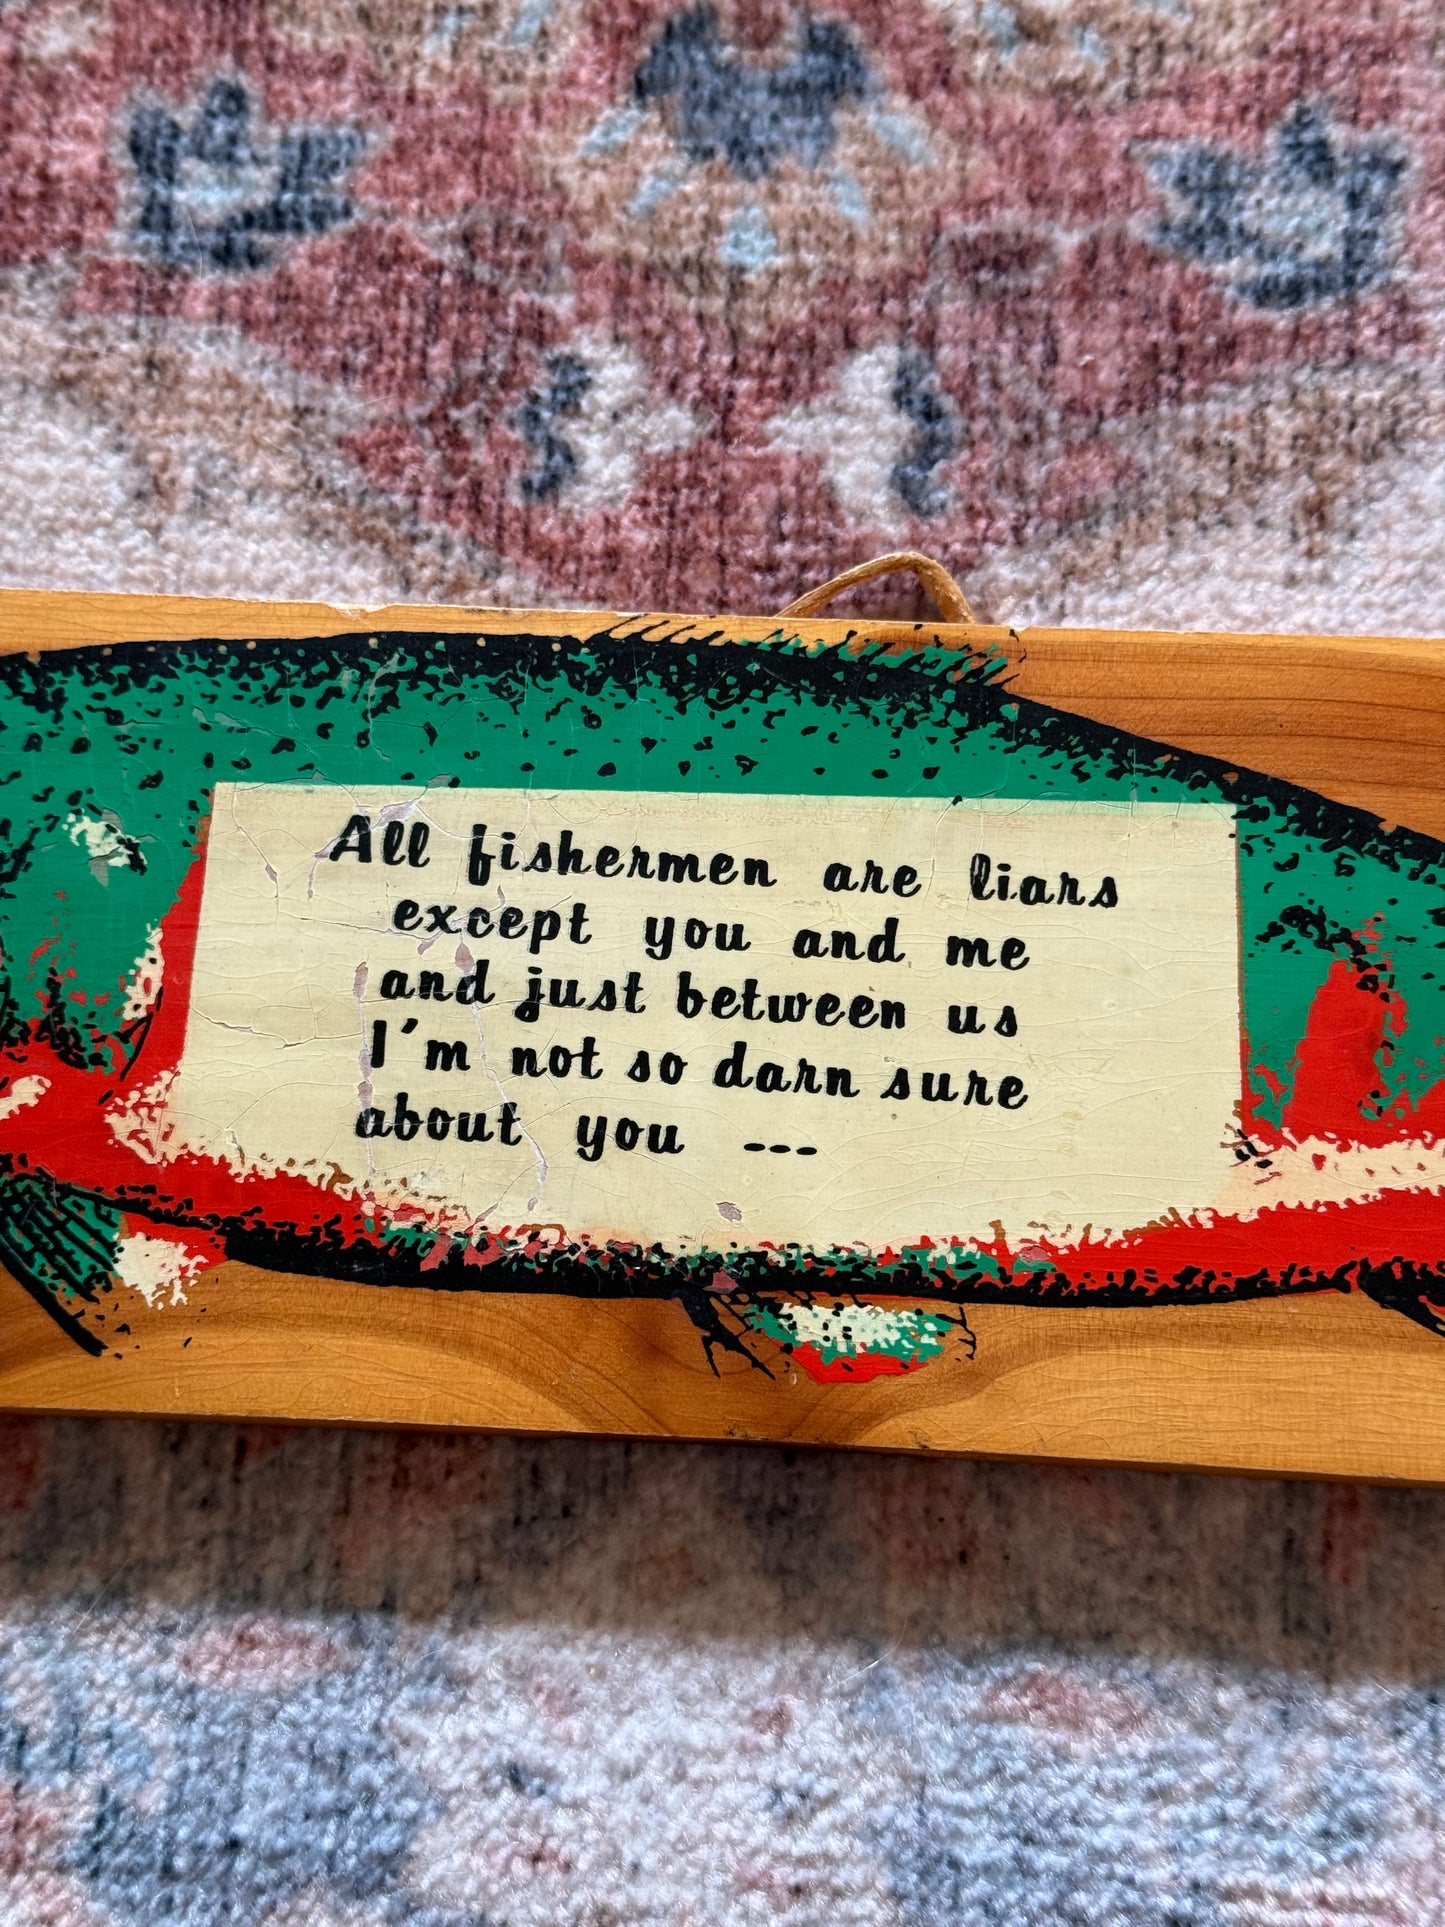 All fishermen are liars
except you and me
and just between us
I'm not so darn sure
about you ---